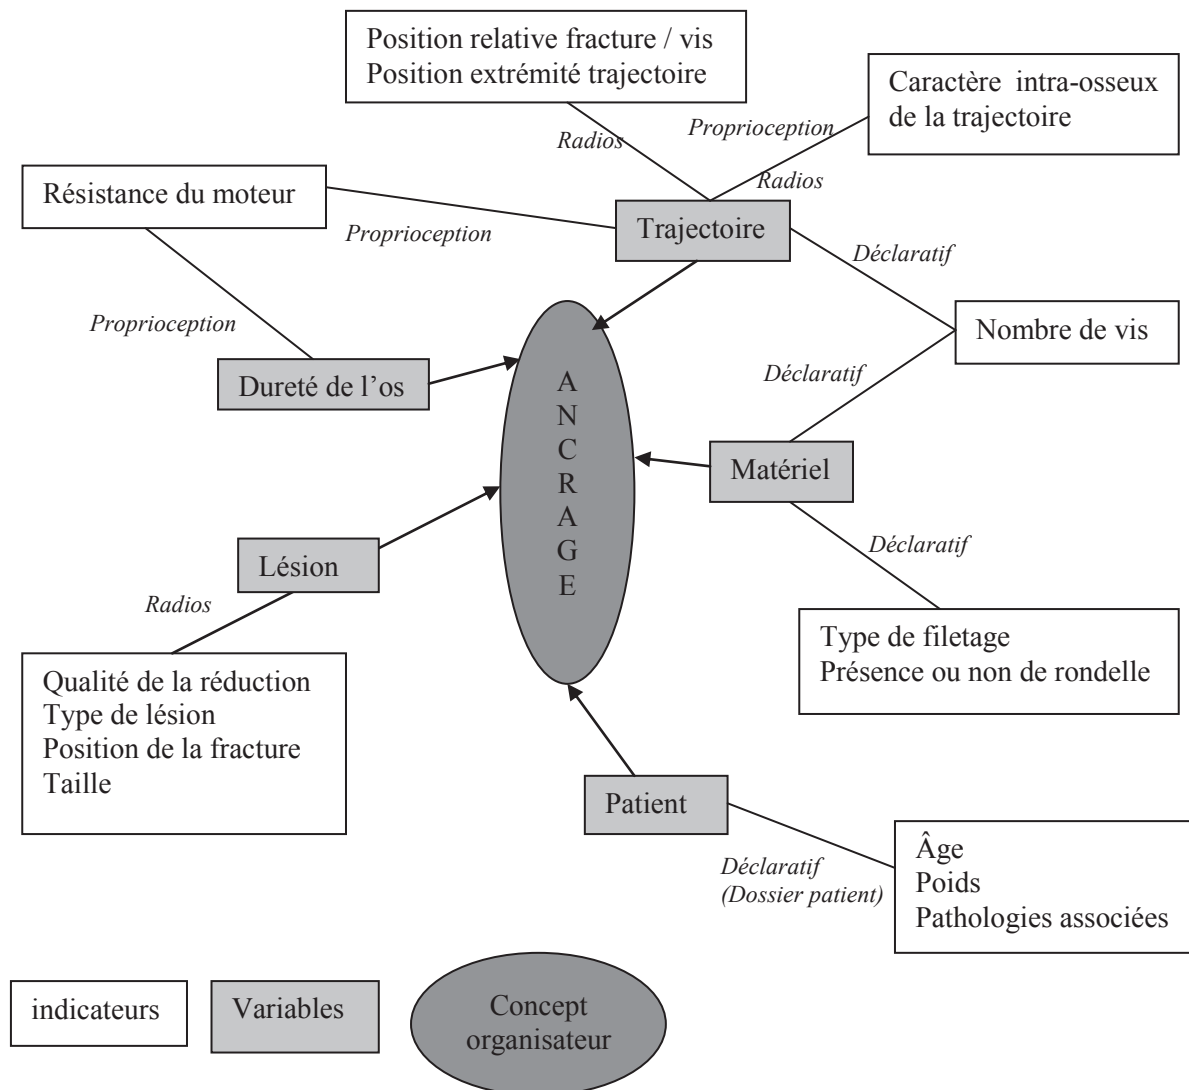 Position relative fracture / vis
Position extrémité trajectoire
Caractère intra-osseux
de la trajectoire
Radios
Proprioception
Radios
Résistance du moteur
Proprioception
Trajectoire
Déclaratif
Proprioception
Nombre de vis
Dureté de l’os
Déclaratif
A
N
C
R
A
G
E
Matériel
Déclaratif
Lésion
Radios
Type de filetage
Présence ou non de rondelle
Qualité de la réduction
Type de lésion
Position de la fracture
Taille
Patient
Déclaratif
(Dossier patient)
Âge
Poids
Pathologies associées
indicateurs
Variables
Concept
organisateur